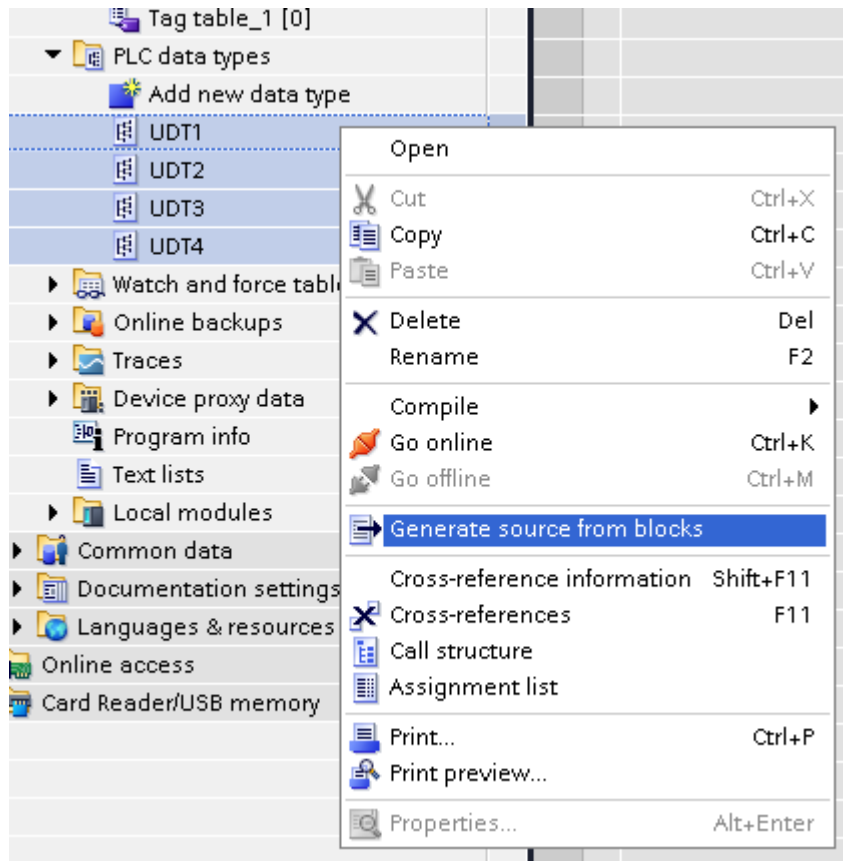 Tag table_1 [0]
PLC data types
Add new data type
UDT1
UDT2
UDT3
UDT4
Watch and force tabl
Online backups
Traces
Device proxy data
Program info
Text lists
Local modules
Common data
Documentation settings
Languages & resources
Online access
Card Reader/USB memory
Open
Cut Ctrl+X
Copy Ctrl+C
Paste Ctrl+V
Delete Del
Rename F2
Compile
Go online Ctrl+K
Go offline Ctrl+M
Generate source from blocks
Cross-reference information Shift+F11
Cross-references F11
Call structure
Assignment list
Print... Ctrl+P
Print preview...
Properties... Alt+Enter